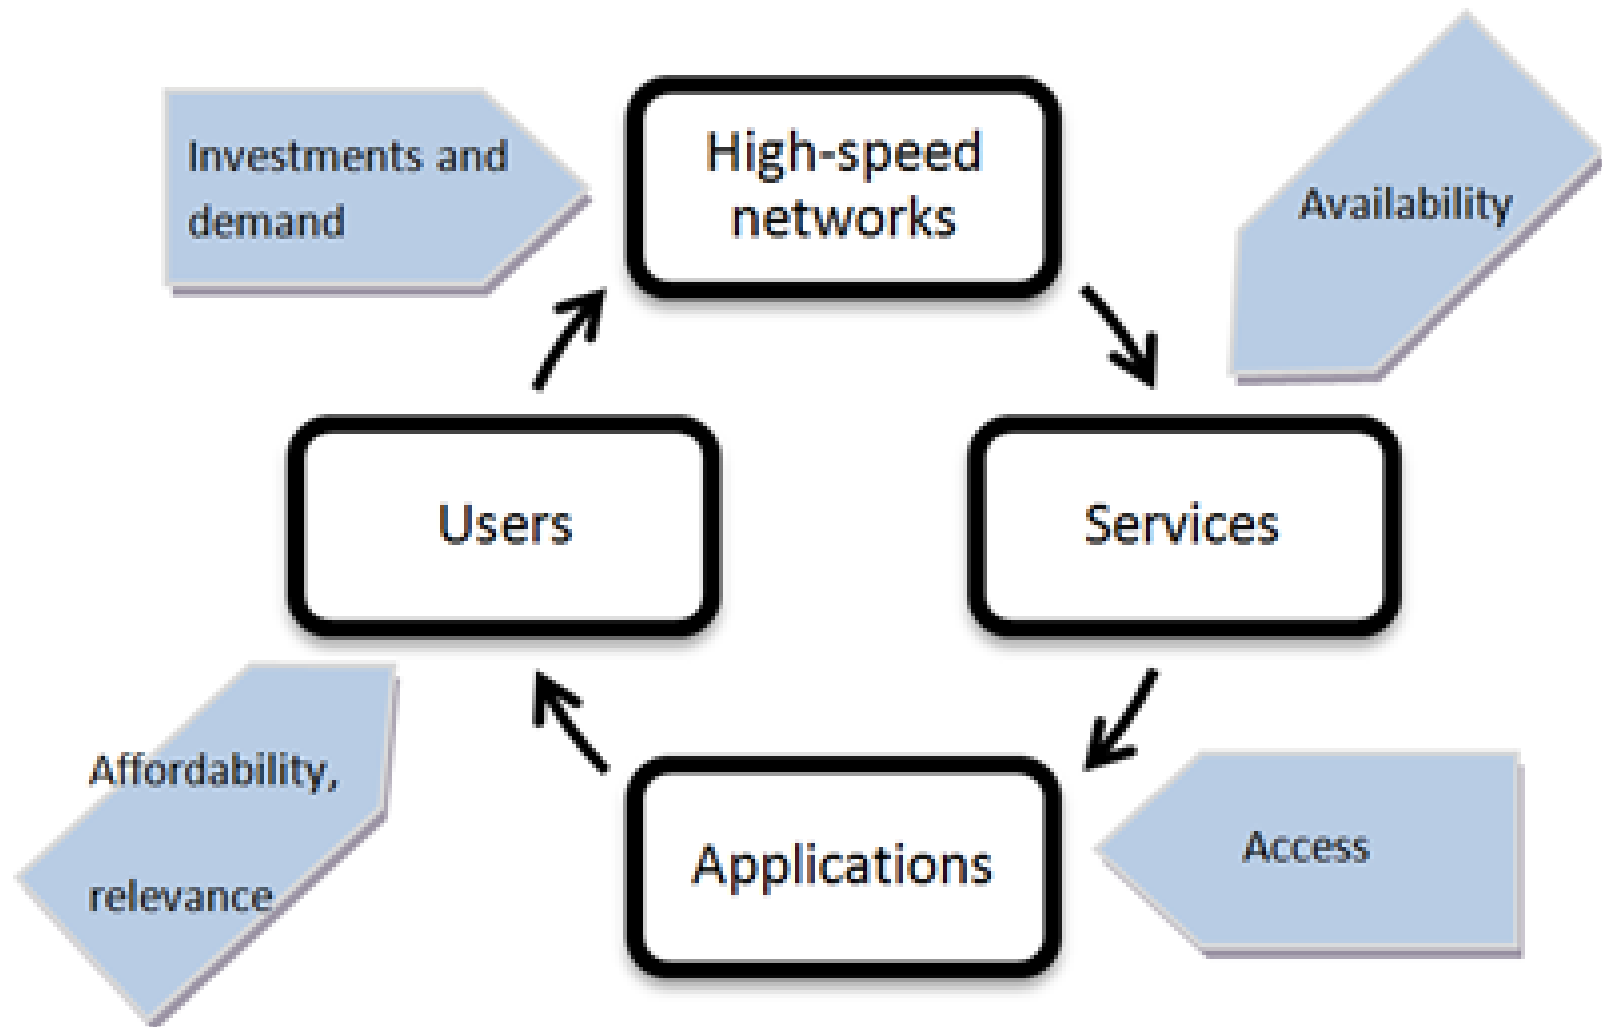 Investments and
demand
High-speed
networks
Availability
Users
Services
Affordability,
relevance
Applications
Access